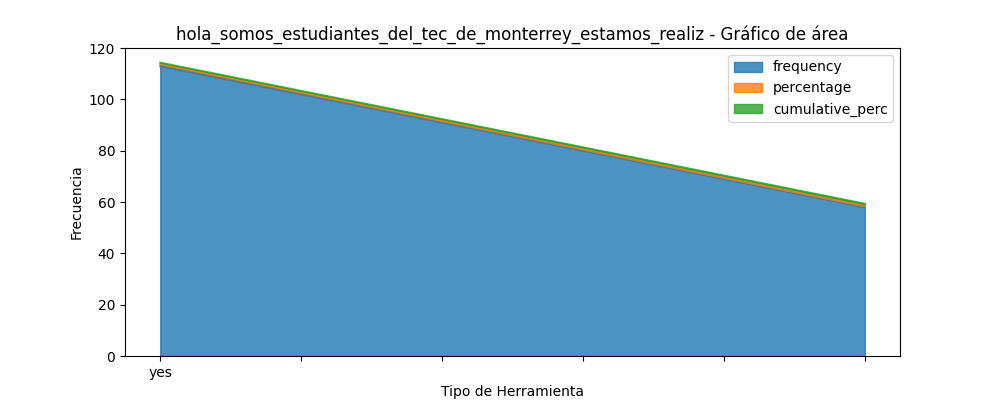 hola_somos_estudiantes_del_tec_de_monterrey_estamos_realiz - Gráfico de área
120
100
80
60
40
20
0
Frecuencia
frequency
percentage
cumulative_perc
yes
Tipo de Herramienta